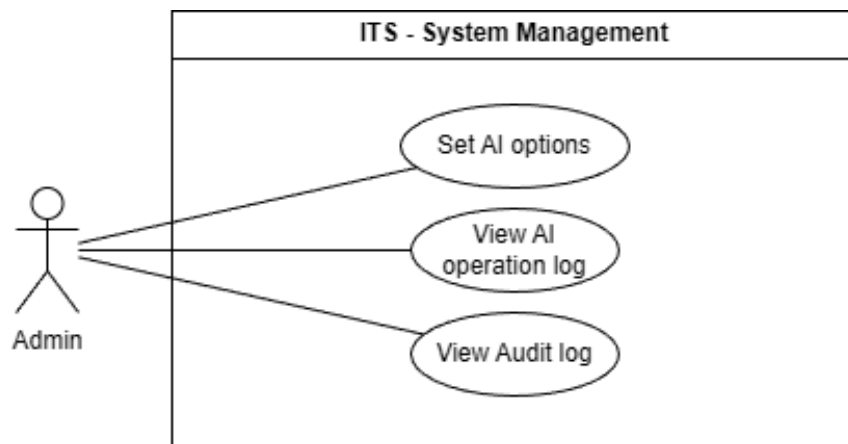 ITS - System Management
Set AI options
View AI
operation log
View Audit log
Admin